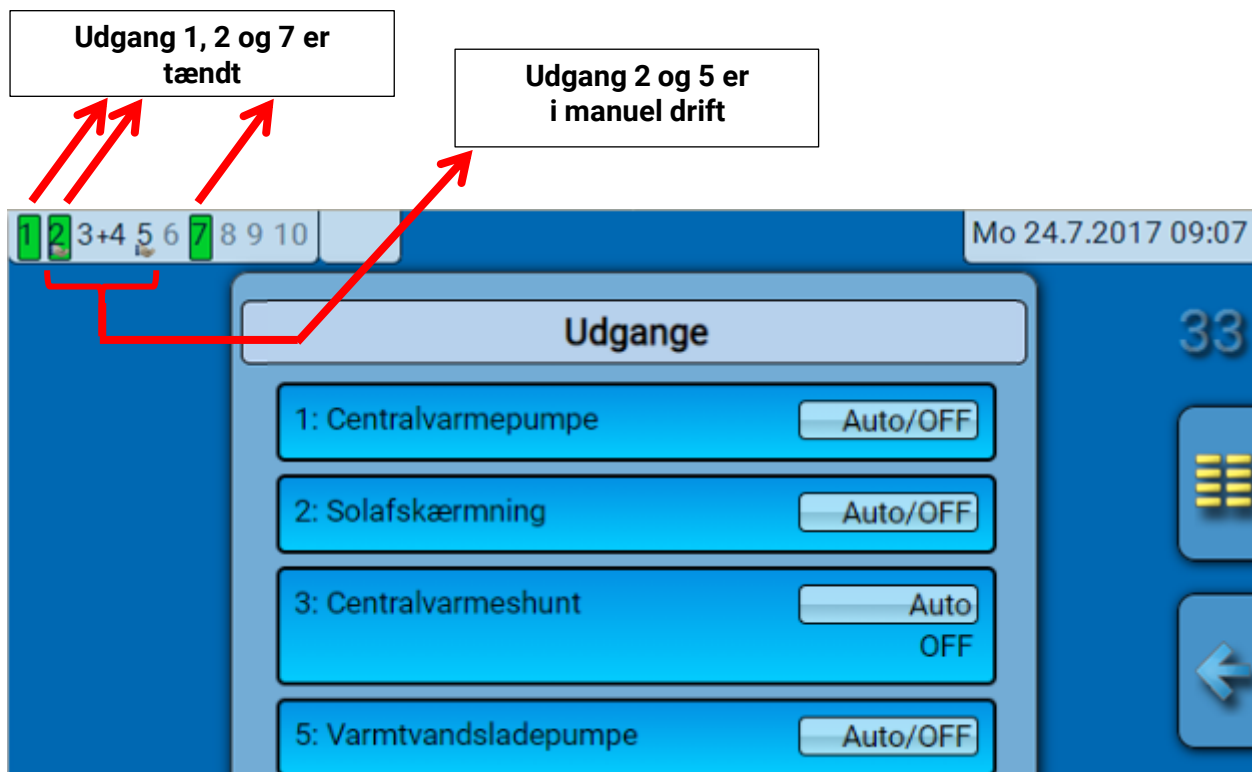 Udgang 1, 2 og 7 er
tændt
Udgang 2 og 5 er
i manuel drift
1 2 3+4 5 6 7 8 9 10
Mo 24.7.2017 09:07
Udgange
33
1: Centralvarmepumpe Auto/OFF
2: Solafskærmning Auto/OFF
3: Centralvarmeshunt Auto
OFF
5: Varmtvandsladepumpe Auto/OFF